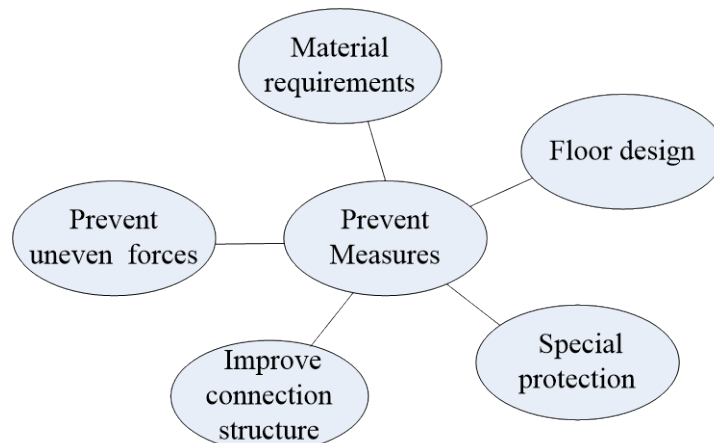 Material
requirements
Floor design
Prevent
uneven forces
Prevent
Measures
Special
protection
Improve
connection
structure